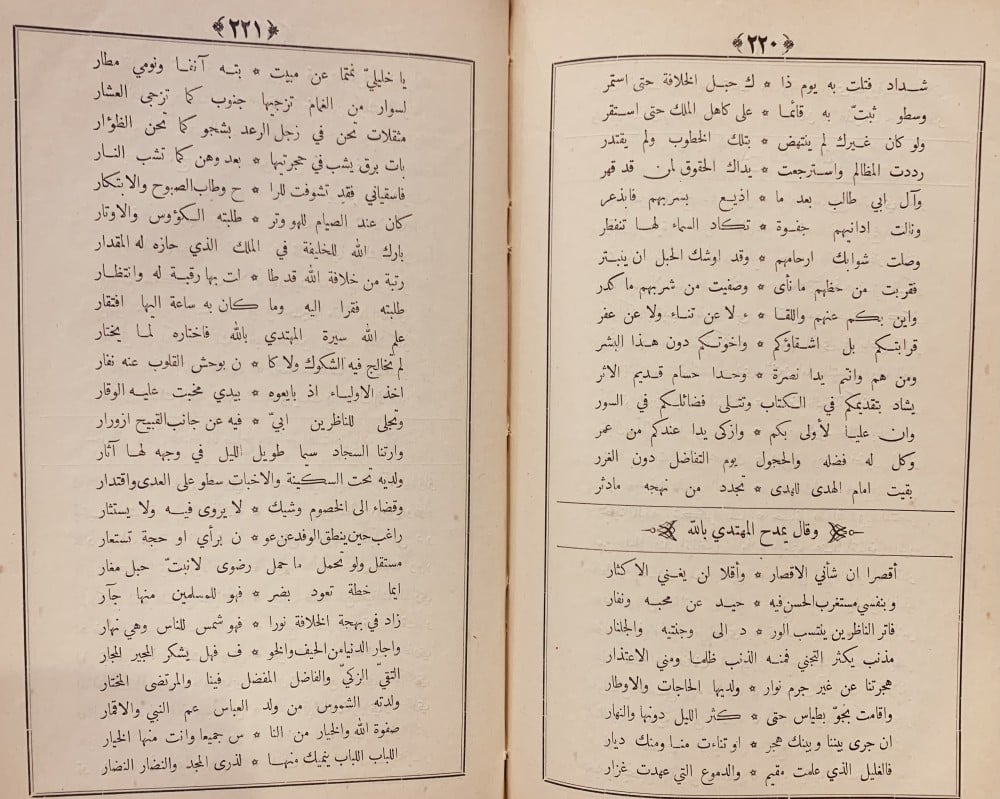 ﴿٢٢٠﴾
شداد فتلت به يوم ذا * ك حبل الخلافة حتى استمر
وسطو ثبتّ به قائما * على كاهل الملك حتى استقر
ولو كان غيرك لم ينتهض * بتلك الخطوب ولم يقتدر
رددت المظالم واسترجعت * يداك الحقوق لمن قد قهر
وآل ابي طالب بعد ما * اذيع بسربهم فابذعر
ونالت ادانيهم جفوة * تكاد السماء لها تنفطر
وصلت شوابك ارحامهم * وقد اوشك الحبل ان ينبتر
فقربت من حظهم ما نأى * وصفيت من شربهم ما كدر
واين بكم عنهم واللقا * ء لا عن تناء ولا عن عفر
قرابتكم بل اشقاؤكم * واخوتكم دون هذا البشر
ومن هم وانتم يدا نصرة * وحدا حسام قديم الاثر
يشاد بتقديمكم في الكتاب وتتلى فضائلكم في السور
وان عليا لأولى بكم * وازكى يدا عندكم من عمر
وكل له فضله والحجول يوم التفاضل دون الغرر
بقيت امام الهدى للهدى * تجدد من نهجه مادثر
وقال يمدح المهتدي بالله
أقصرا ان شأني الاقصار * وأقلا لن يغني الاكثار
وبنفسي مستغرب الحسن فيه * حيد عن محبه ونفار
فاتر الناظرين ينتسب الور * د الى وجنتيه والجلنار
مذنب يكثر التجني فمنه الذنب ظلما ومني الاعتذار
هجرتنا عن غير جرم نوار * ولديها الحاجات والاوطار
واقامت بجوّ بطياس حتى * كثر الليل دونها والنهار
ان جرى بيننا وبينك هجر * او تناءت منا ومنك ديار
فالغليل الذي علمت مقيم * والدموع التي عهدت غزار
﴿٢٢١﴾
يا خليليّ نمتما عن مبيت * بته آنفا ونومي مطار
لسوار من الغمام تزجيها جنوب كما تزجى العشار
مثقلات تحن في زجل الرعد بشجو كما تحن الظؤار
بات برق يشب في حجرتيها * بعد وهن كما تشب النار
فاسقياني فقد تشوفت للرا * ح وطاب الصبوح والابتكار
كان عند الصيام للهو وتر * طلبته الكؤوس والاوتار
بارك الله للخليفة في الملك الذي حازه له المقدار
رتبة من خلافة الله قد طا * لت بها رقبة له وانتظار
طلبته فقرا اليه وما كان به ساعة اليها افتقار
علم الله سيرة المهتدي بالله فاختاره لما يختار
لم تخالج فيه الشكوك ولا كا * ن بوحش القلوب عنه نفار
اخذ الاولياء اذ بايعوه * بيدي مخبت عليه الوقار
وتجلى للناظرين ابيّ * فيه عن جانب القبيح ازورار
وارتنا السجاد سيما طويل الليل في وجهه لها آثار
ولديه تحت السكينة والاخبات سطو على العدى واقتدار
وقضاء الى الخصوم وشيك * لا يروى فيه ولا يستشار
راغب حين ينطق الوفد عن عو * ن برأي او حجة تستعار
مستقل ولو تحمل ما حمل رضوى لانبتّ حبل مغار
ايما خطة تعود بضر * فهو للمسلمين منها جآر
زاد في بهجة الخلافة نورا * فهو شمس للناس وهي نهار
واجار الدنيا من الحيف والخو * ف فهل يشكر المجير المجار
التقيّ الزكيّ والفاضل المفضل فينا والمرتضى المختار
ولدته الشموس من ولد العباس عم النبي والاقمار
صفوة الله والخيار من النا * س جميعا وانت منها الخيار
اللباب اللباب ينميك منها * لذرى المجد والنضار النضار